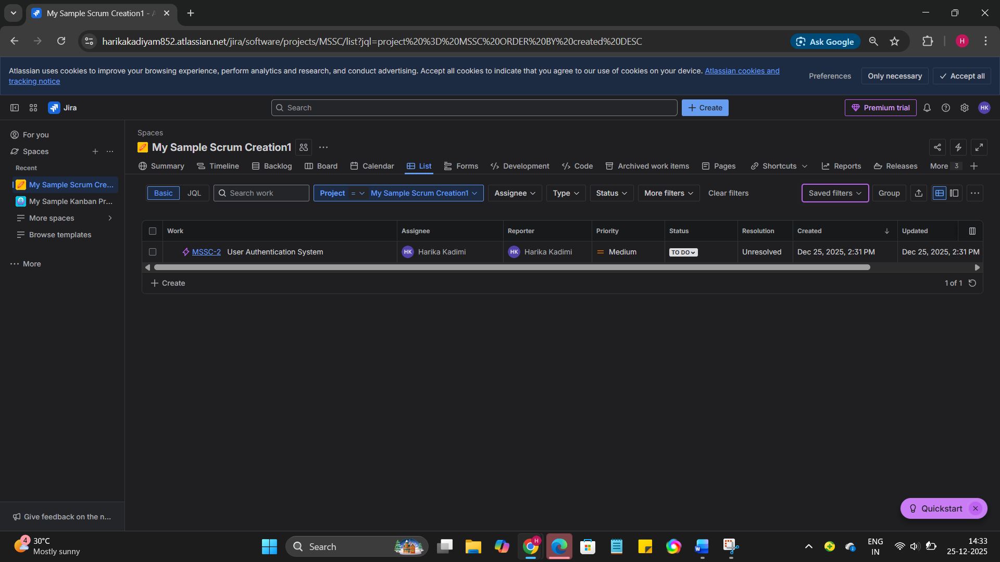 My Sample Scrum Creation1 - A
harikakadiyam852.atlassian.net/jira/software/projects/MSSC/list?jql=project%20%3D%20MSSC%20ORDER%20BY%20created%20DESC
Ask Google
H
Atlassian uses cookies to improve your browsing experience, perform analytics and research, and conduct advertising. Accept all cookies to indicate that you agree to our use of cookies on your device. Atlassian cookies and
tracking notice
Preferences
Only necessary
Accept all
Jira
Search
Create
Premium trial
HK
For you
Spaces
Recent
My Sample Scrum Cre...
My Sample Kanban Pr...
More spaces
Browse templates
More
Give feedback on the n...
Spaces
My Sample Scrum Creation1
Summary Timeline Backlog Board Calendar List Forms Development Code Archived work items Pages Shortcuts Reports Releases More 3
Basic JQL Search work Project = My Sample Scrum Creation1 Assignee Type Status More filters Clear filters Saved filters Group
Work Assignee Reporter Priority Status Resolution Created Updated
MSSC-2 User Authentication System HK Harika Kadimi HK Harika Kadimi Medium TO DO Unresolved Dec 25, 2025, 2:31 PM Dec 25, 2025, 2:31 PM
Create
1 of 1
Quickstart
4
30°C
Mostly sunny
Search
H
W
ENG
IN
14:33
25-12-2025